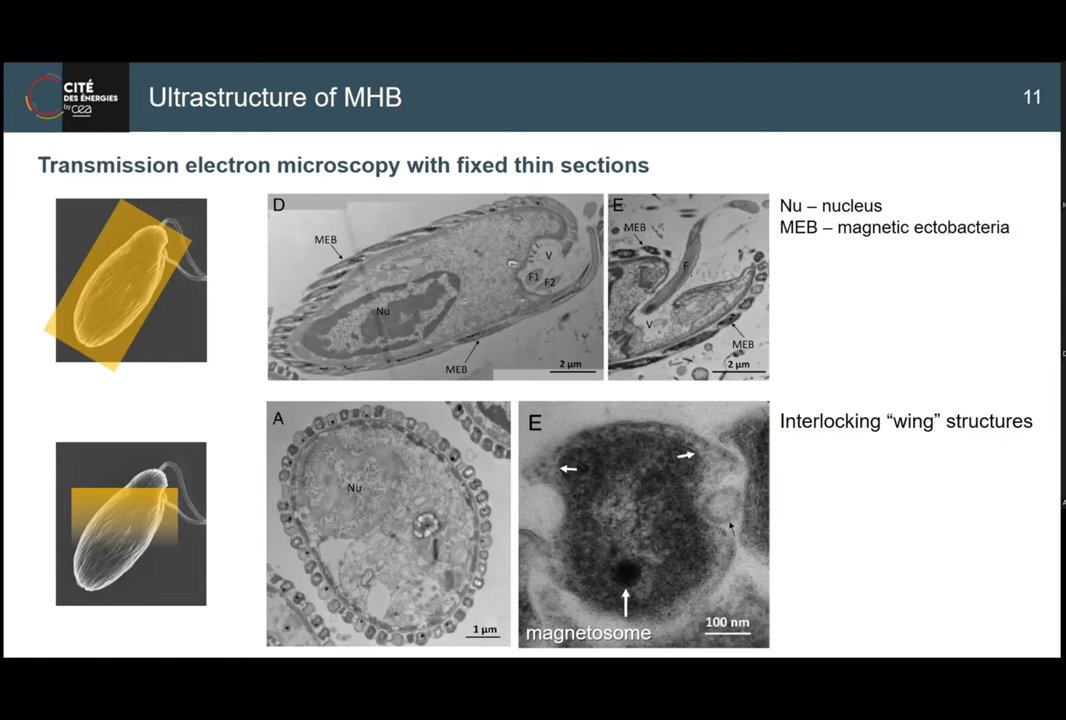 CITÉ
DES ÉNERGIES
by cea
Ultrastructure of MHB
11
Transmission electron microscopy with fixed thin sections
D
MEB
Nu
V
F1
F2
MEB
2 µm
E
MEB
F
V
MEB
2 µm
Nu – nucleus
MEB – magnetic ectobacteria
A
Nu
1 µm
E
magnetosome
100 nm
Interlocking “wing” structures